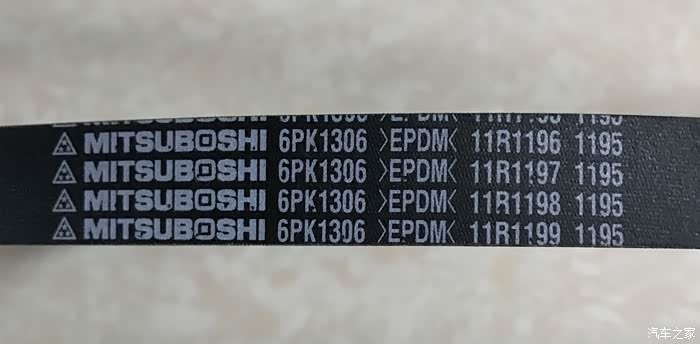 MITSUBOSHI 6PK1306 >EPDM< 11R1196 1195
MITSUBOSHI 6PK1306 >EPDM< 11R1197 1195
MITSUBOSHI 6PK1306 >EPDM< 11R1198 1195
MITSUBOSHI 6PK1306 >EPDM< 11R1199 1195
汽车之家